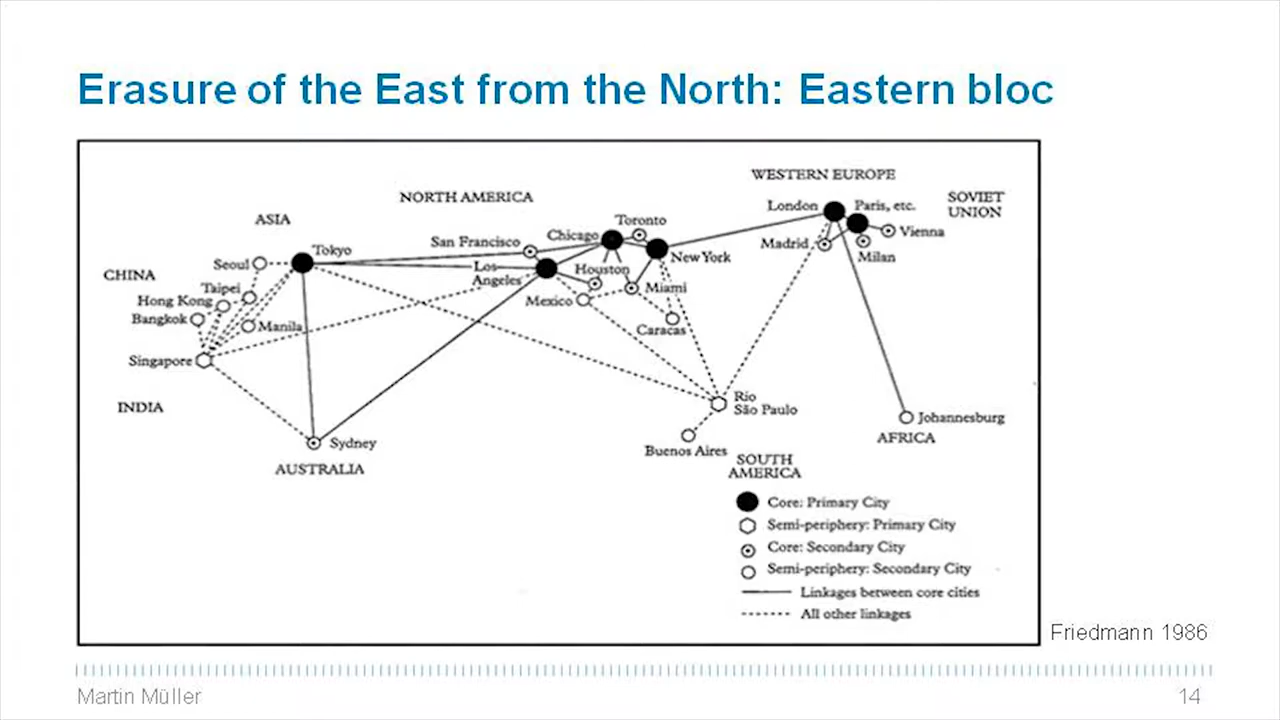 Erasure of the East from the North: Eastern bloc
WESTERN EUROPE
NORTH AMERICA
SOVIET
UNION
ASIA
London
Paris, etc.
Toronto
Chicago
San Francisco
Vienna
Madrid
Tokyo
New York
Milan
Seoul
Los
Angeles
Houston
CHINA
Taipei
Miami
Hong Kong
Mexico
Bangkok
Manila
Caracas
Singapore
Rio
São Paulo
INDIA
Johannesburg
AFRICA
Sydney
Buenos Aires
AUSTRALIA
SOUTH
AMERICA
Core: Primary City
Semi-periphery: Primary City
Core: Secondary City
Semi-periphery: Secondary City
Linkages between core cities
All other linkages
Friedmann 1986
Martin Müller
14